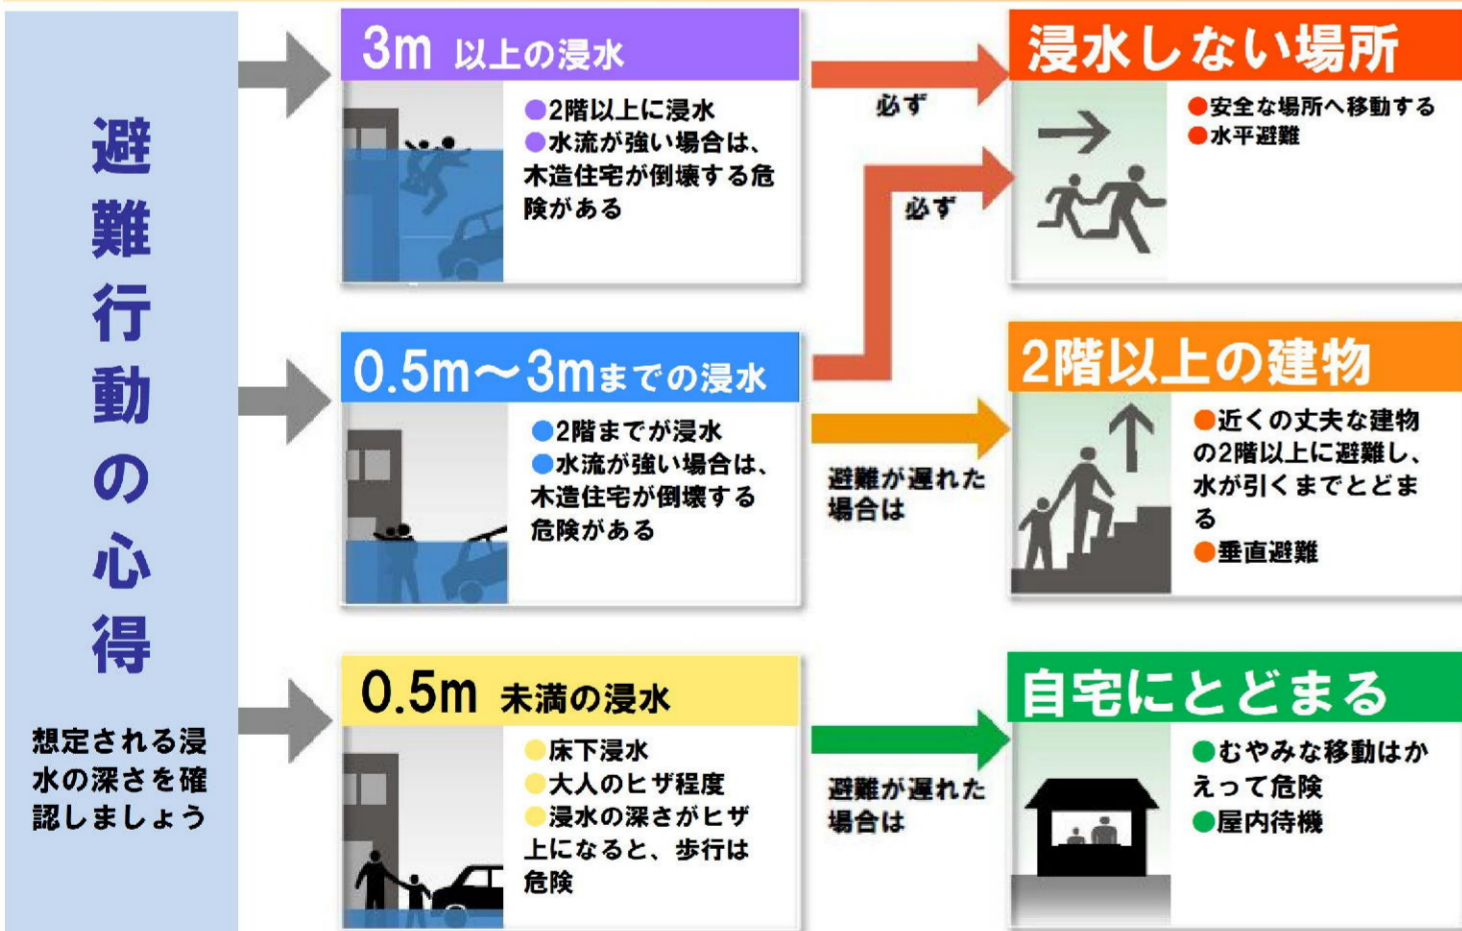 避難行動の心得
想定される浸
水の深さを確
認しましょう
3m 以上の浸水
●2階以上に浸水
●水流が強い場合は、
木造住宅が倒壊する危
険がある
必ず
浸水しない場所
●安全な場所へ移動する
●水平避難
0.5m～3mまでの浸水
●2階までが浸水
●水流が強い場合は、
木造住宅が倒壊する
危険がある
必ず
避難が遅れた
場合は
2階以上の建物
●近くの丈夫な建物
の2階以上に避難し、
水が引くまでとどま
る
●垂直避難
0.5m 未満の浸水
●床下浸水
●大人のヒザ程度
●浸水の深さがヒザ
上になると、歩行は
危険
避難が遅れた
場合は
自宅にとどまる
●むやみな移動はか
えって危険
●屋内待機